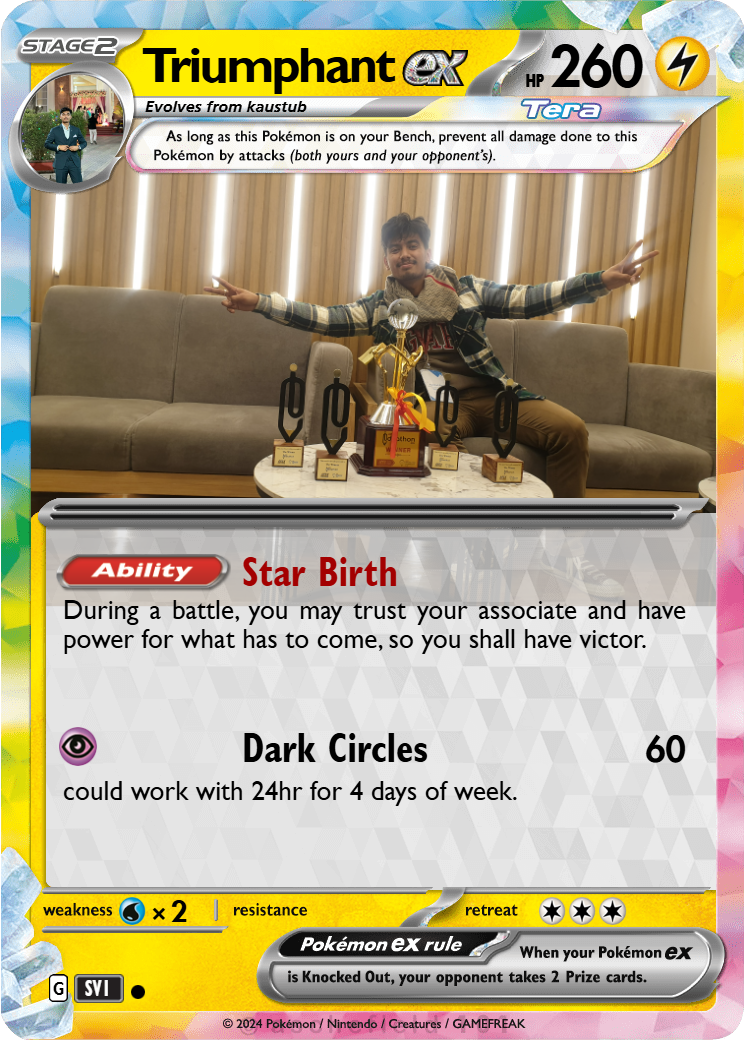 STAGE2
Triumphant ex
HP 260
Evolves from kaustub
Tera
As long as this Pokémon is on your Bench, prevent all damage done to this
Pokémon by attacks (both yours and your opponent's).
WINNER
Ability Star Birth
During a battle, you may trust your associate and have
power for what has to come, so you shall have victor.
Dark Circles 60
could work with 24hr for 4 days of week.
weakness ×2 resistance retreat
Pokémon ex rule
When your Pokémon ex
is Knocked Out, your opponent takes 2 Prize cards.
G SVI
© 2024 Pokémon / Nintendo / Creatures / GAMEFREAK